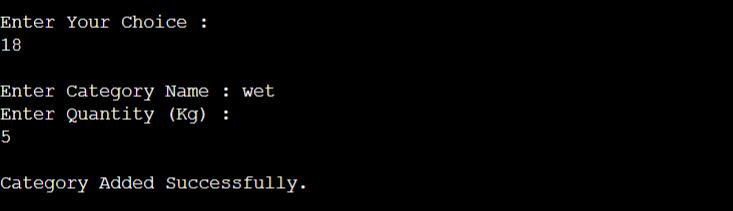 Enter Your Choice :
18
Enter Category Name : wet
Enter Quantity (Kg) :
5
Category Added Successfully.